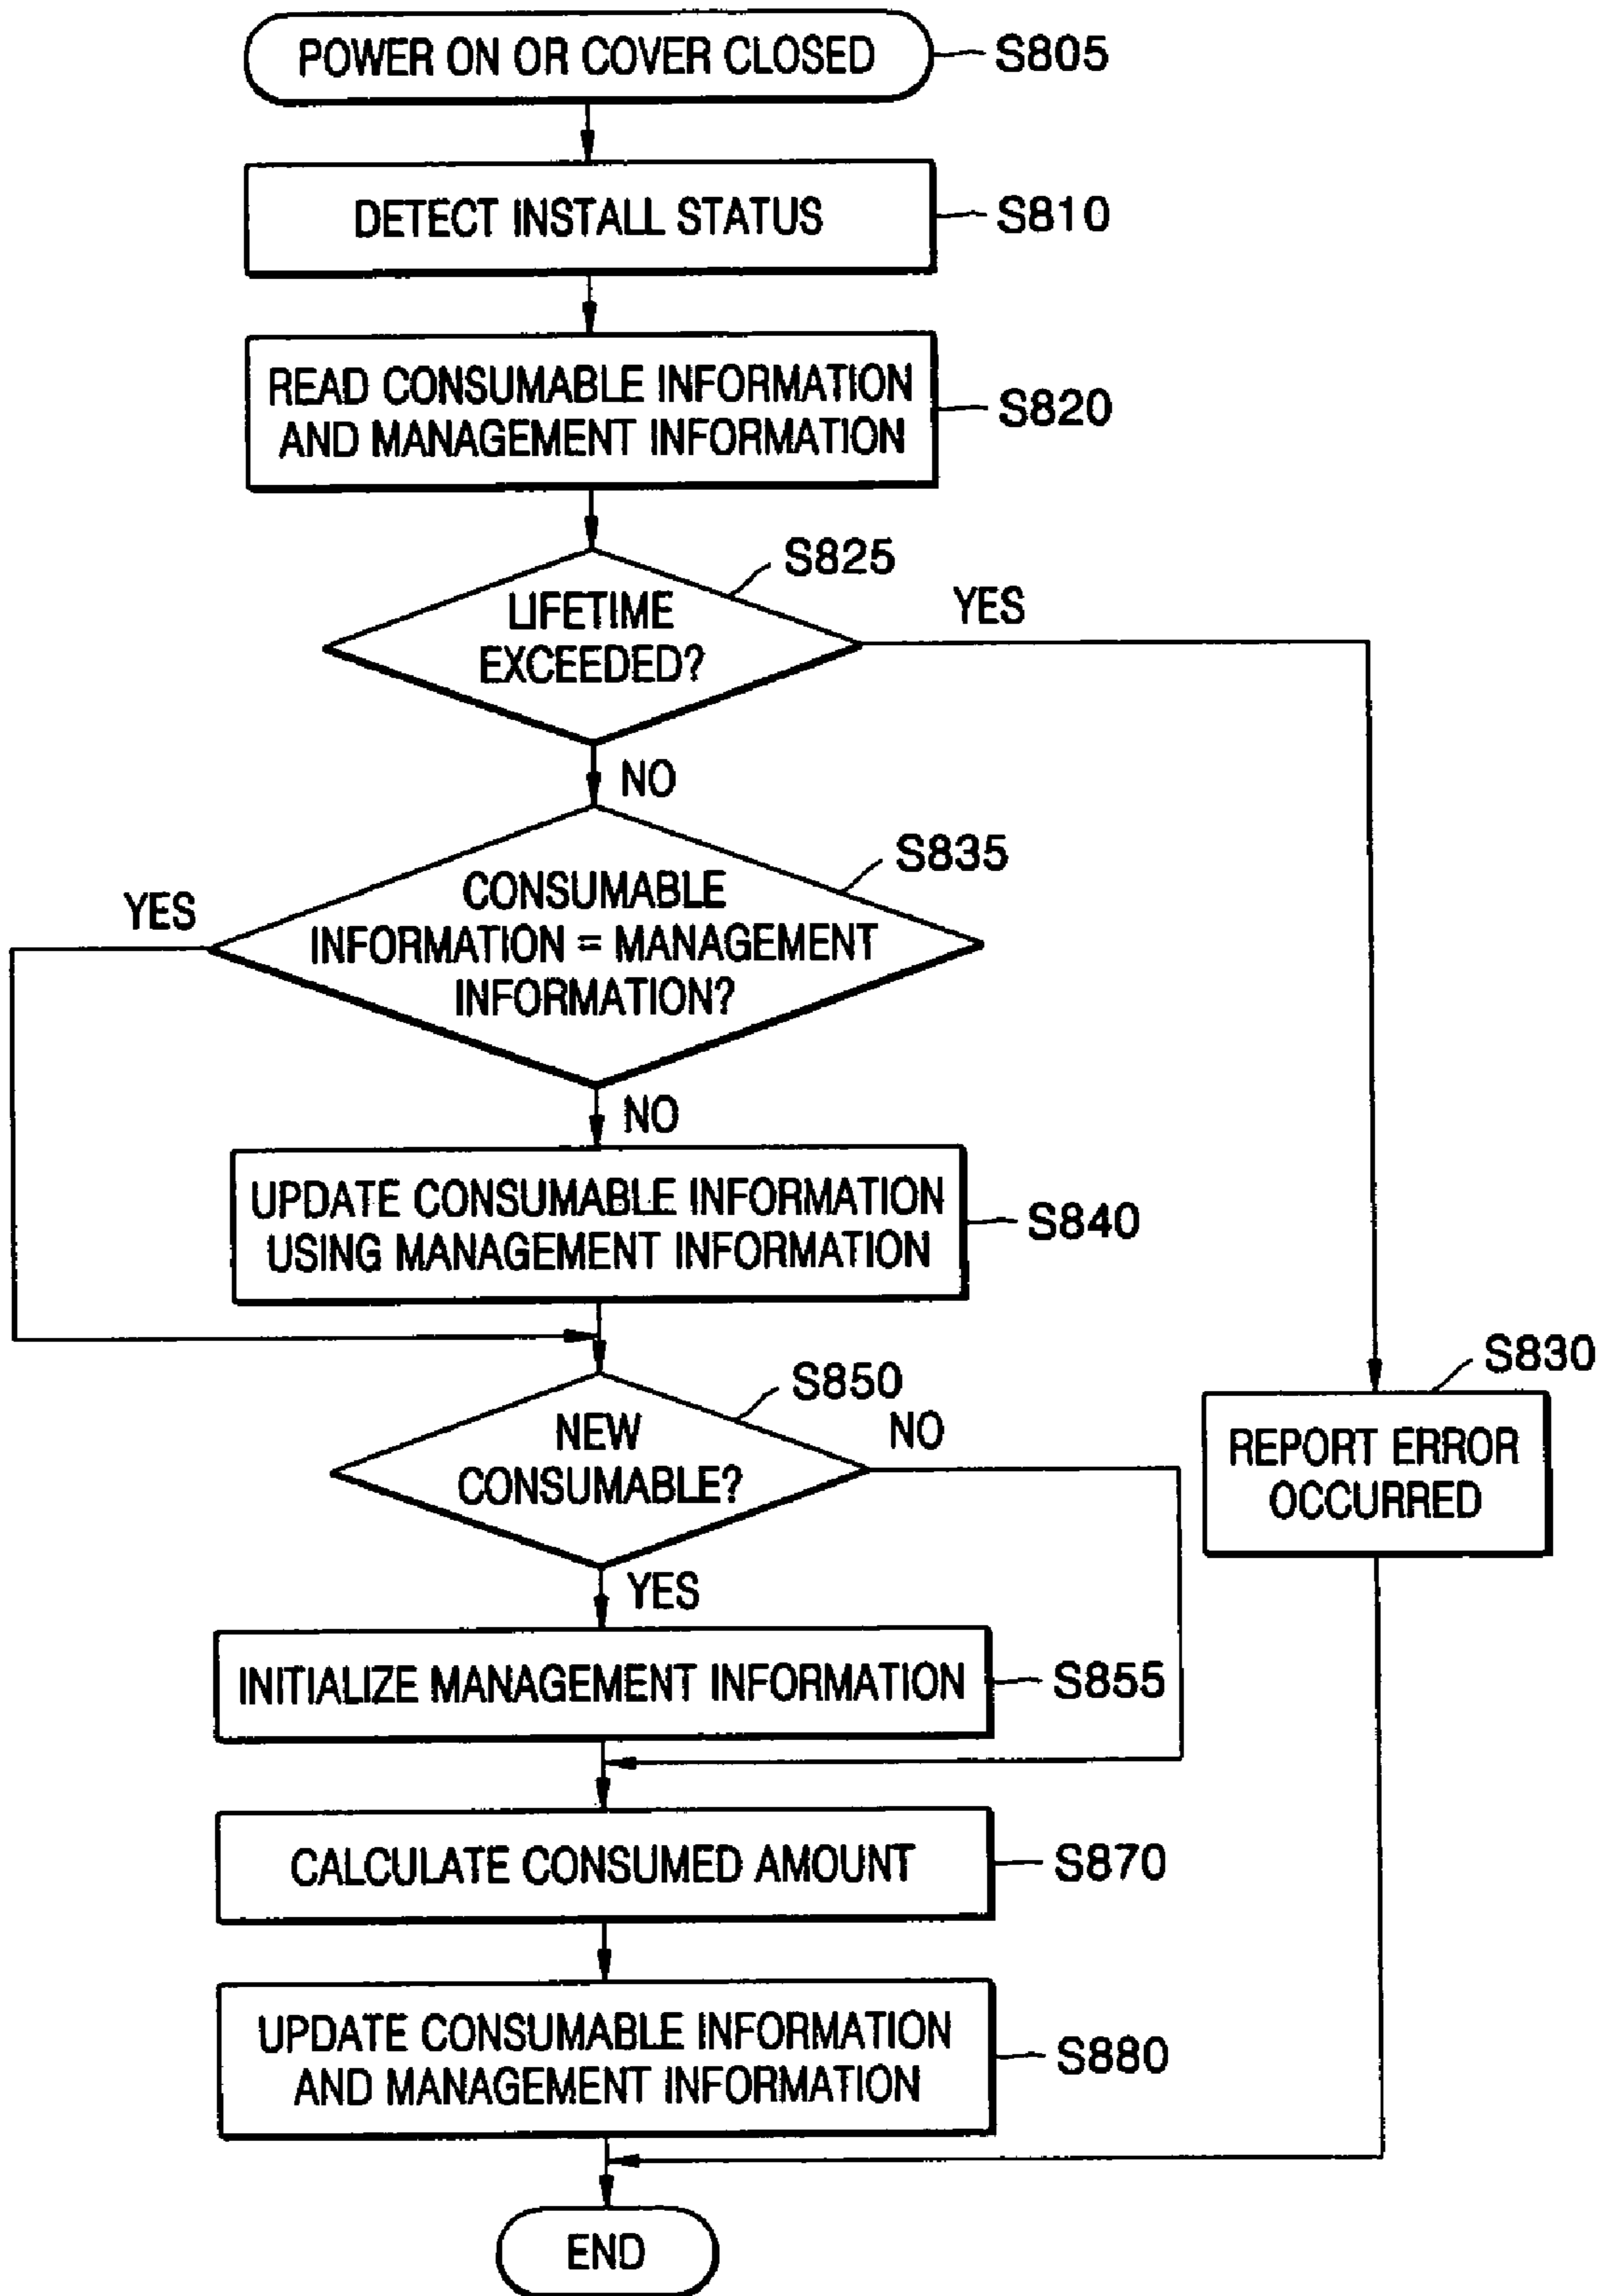 POWER ON OR COVER CLOSED
S805
DETECT INSTALL STATUS
S810
READ CONSUMABLE INFORMATION
AND MANAGEMENT INFORMATION
S820
S825
LIFETIME
EXCEEDED?
YES
NO
S835
CONSUMABLE
INFORMATION = MANAGEMENT
INFORMATION?
YES
NO
UPDATE CONSUMABLE INFORMATION
USING MANAGEMENT INFORMATION
S840
S850
NEW
CONSUMABLE?
NO
S830
REPORT ERROR
OCCURRED
YES
INITIALIZE MANAGEMENT INFORMATION
S855
CALCULATE CONSUMED AMOUNT
S870
UPDATE CONSUMABLE INFORMATION
AND MANAGEMENT INFORMATION
S880
END